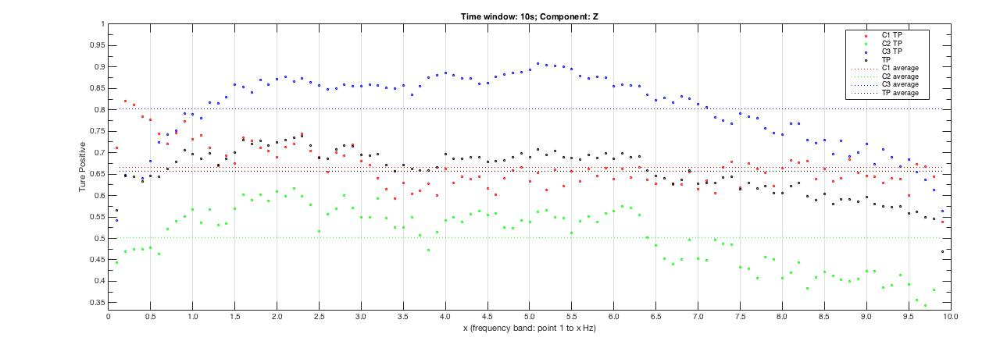 Time window: 10s; Component: Z
1
0.95
0.9
0.85
0.8
0.75
0.7
0.65
0.6
0.55
0.5
0.45
0.4
0.35
Ture Positive
C1 TP
C2 TP
C3 TP
TP
C1 average
C2 average
C3 average
TP average
0 0.5 1.0 1.5 2.0 2.5 3.0 3.5 4.0 4.5 5.0 5.5 6.0 6.5 7.0 7.5 8.0 8.5 9.0 9.5 10.0
x (frequency band: point 1 to x Hz)